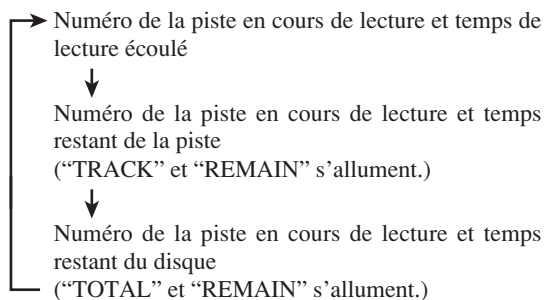 Numéro de la piste en cours de lecture et temps de
lecture écoulé
Numéro de la piste en cours de lecture et temps
restant de la piste
(“TRACK” et “REMAIN” s’allument.)
Numéro de la piste en cours de lecture et temps
restant du disque
(“TOTAL” et “REMAIN” s’allument.)